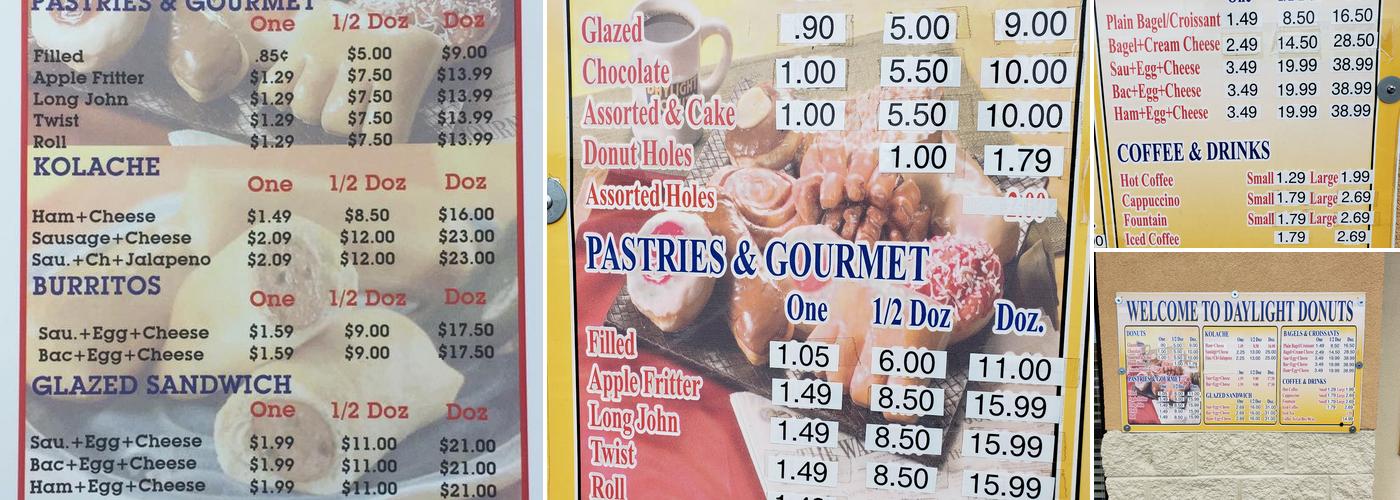 PASTRIES & GOURMET
One 1/2 Doz Doz
Filled .85¢ $5.00 $9.00
Apple Fritter $1.29 $7.50 $13.99
Long John $1.29 $7.50 $13.99
Twist $1.29 $7.50 $13.99
Roll $1.29 $7.50 $13.99
KOLACHE
One 1/2 Doz Doz
Ham+Cheese $1.49 $8.50 $16.00
Sausage+Cheese $2.09 $12.00 $23.00
Sau.+Ch+Jalapeno $2.09 $12.00 $23.00
BURRITOS
One 1/2 Doz Doz
Sau.+Egg+Cheese $1.59 $9.00 $17.50
Bac+Egg+Cheese $1.59 $9.00 $17.50
GLAZED SANDWICH
One 1/2 Doz Doz
Sau.+Egg+Cheese $1.99 $11.00 $21.00
Bac+Egg+Cheese $1.99 $11.00 $21.00
Ham+Egg+Cheese $1.99 $11.00 $21.00
Glazed .90 5.00 9.00
Chocolate 1.00 5.50 10.00
Assorted & Cake 1.00 5.50 10.00
Donut Holes 1.00 1.79
Assorted Holes 2.00
PASTRIES & GOURMET
One 1/2 Doz Doz.
Filled 1.05 6.00 11.00
Apple Fritter 1.49 8.50 15.99
Long John 1.49 8.50 15.99
Twist 1.49 8.50 15.99
Roll
Plain Bagel/Croissant 1.49 8.50 16.50
Bagel+Cream Cheese 2.49 14.50 28.50
Sau+Egg+Cheese 3.49 19.99 38.99
Bac+Egg+Cheese 3.49 19.99 38.99
Ham+Egg+Cheese 3.49 19.99 38.99
COFFEE & DRINKS
Hot Coffee Small 1.29 Large 1.99
Cappuccino Small 1.79 Large 2.69
Fountain Small 1.79 Large 2.69
Iced Coffee 1.79 2.69
WELCOME TO DAYLIGHT DONUTS
DONUTS
KOLACHE
BAGELS & CROISSANTS
PASTRIES & GOURMET
GLAZED SANDWICH
COFFEE & DRINKS